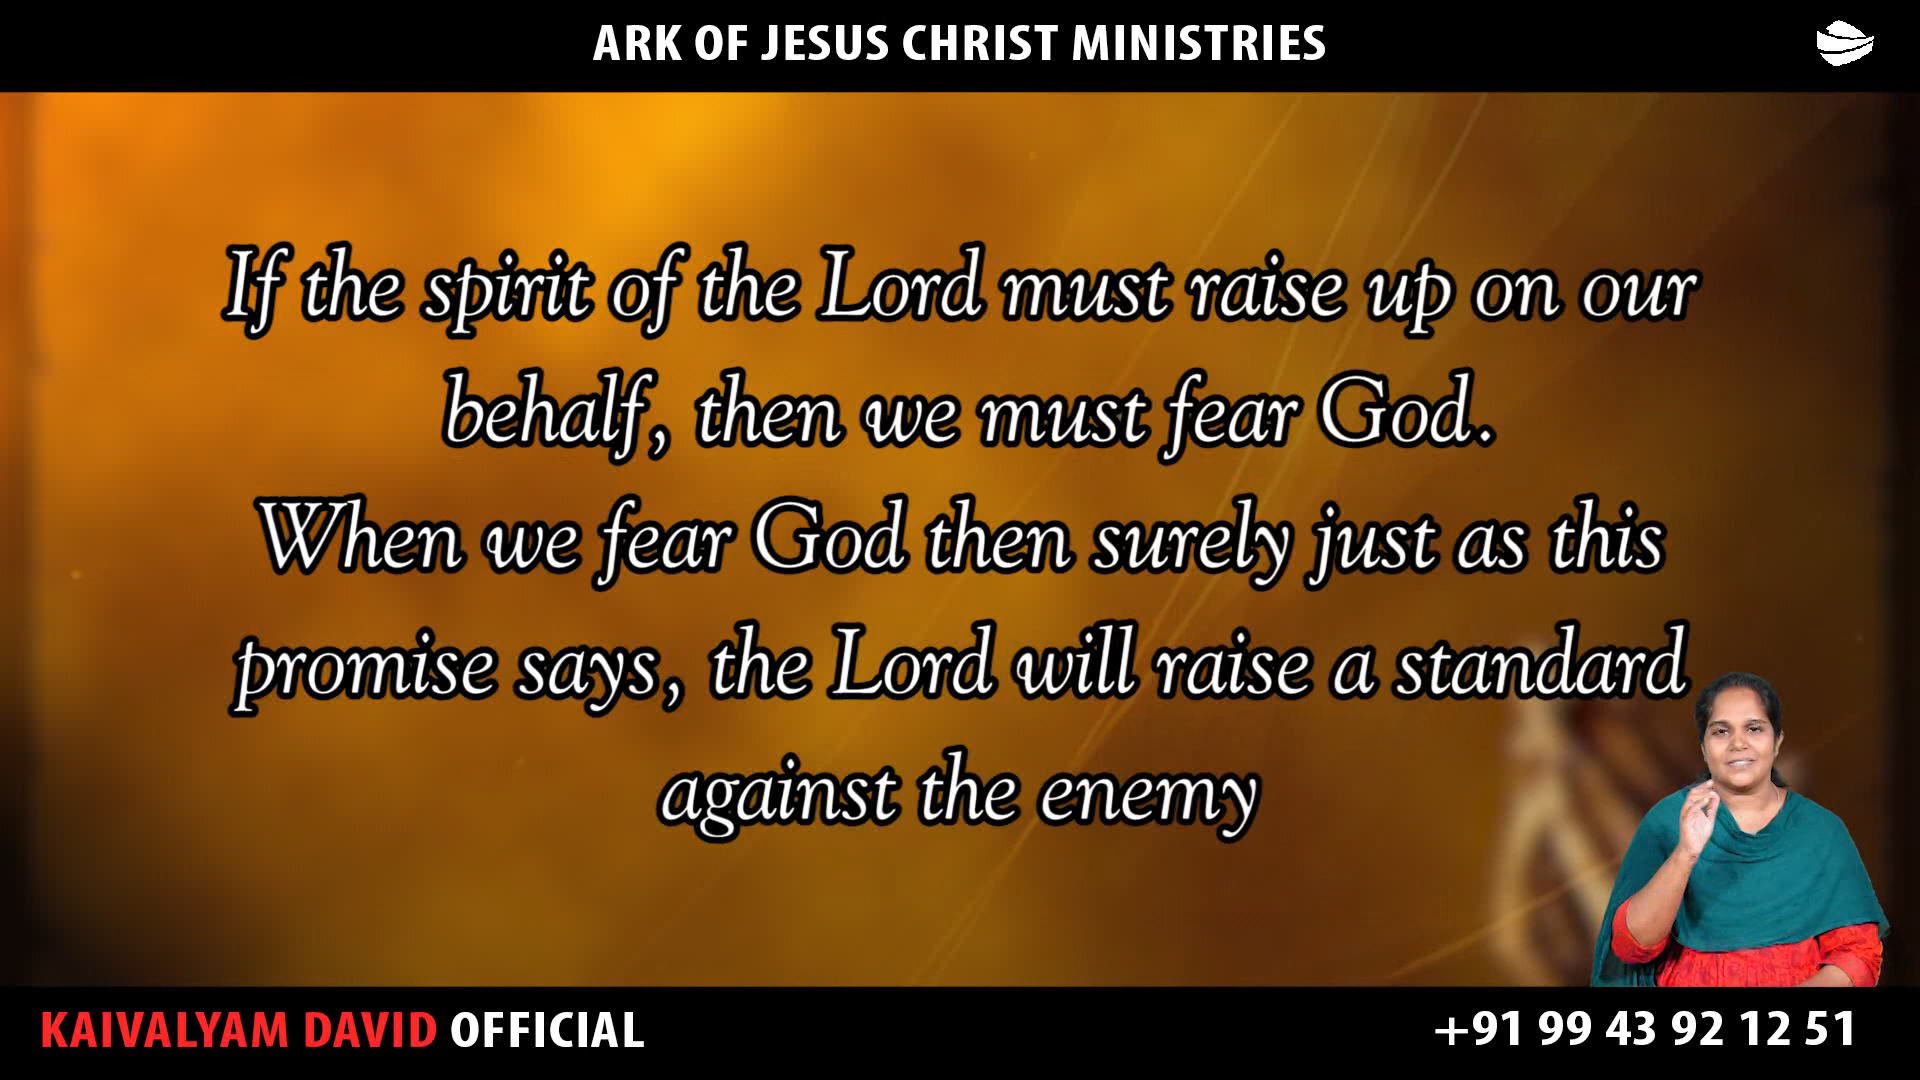 ARK OF JESUS CHRIST MINISTRIES
If the spirit of the Lord must raise up on our
behalf, then we must fear God.
When we fear God then surely just as this
promise says, the Lord will raise a standard
against the enemy
KAIVALYAM DAVID OFFICIAL
+91 99 43 92 12 51